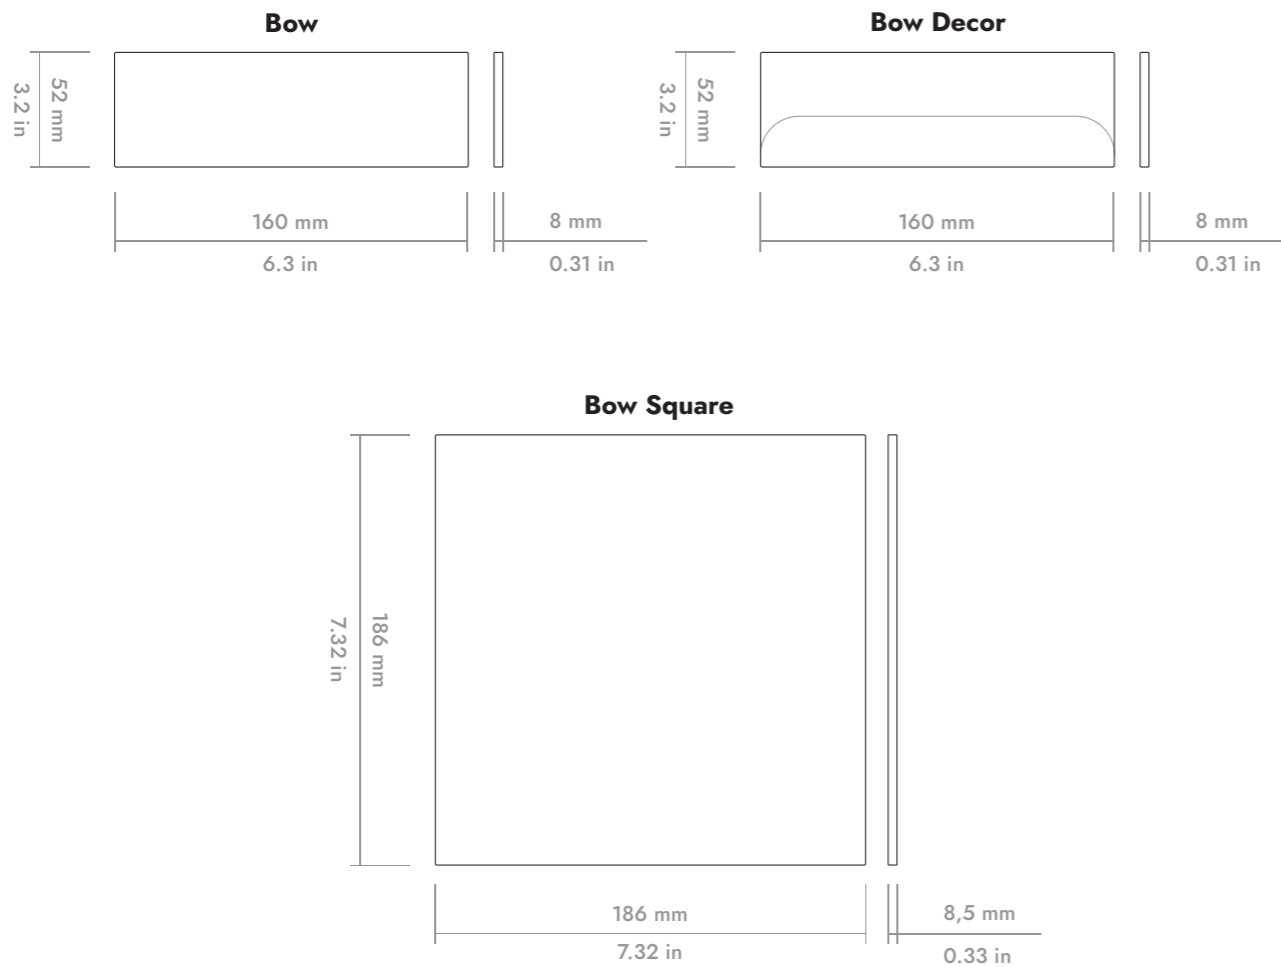 Bow
52 mm
3.2 in
160 mm
6.3 in
8 mm
0.31 in
Bow Decor
52 mm
3.2 in
160 mm
6.3 in
8 mm
0.31 in
Bow Square
186 mm
7.32 in
186 mm
7.32 in
8,5 mm
0.33 in